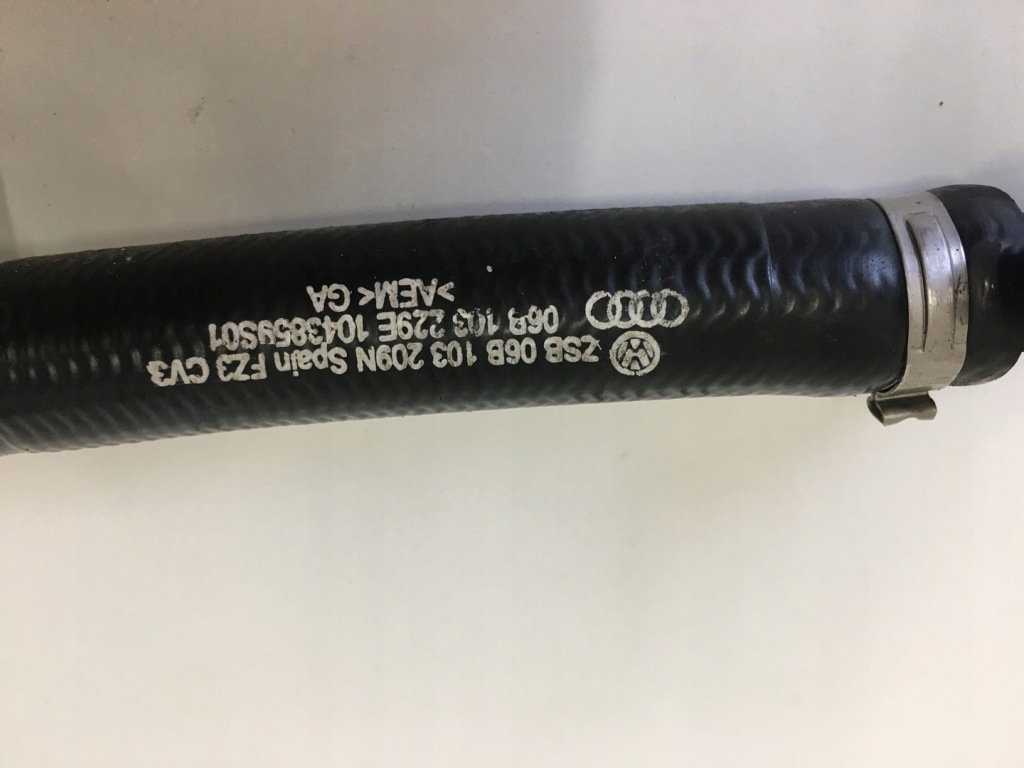 ZSB 06B 103 209N Spain FZ3 CV3
06B 103 229E 1043859S01
>AEM< GA